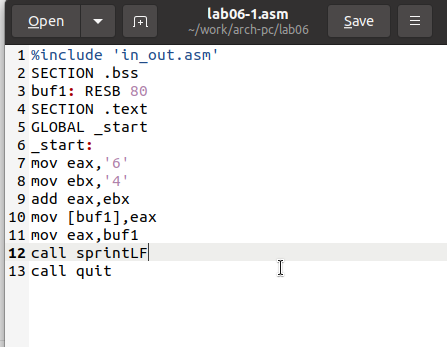 Open
lab06-1.asm
~/work/arch-pc/lab06
Save
1 %include 'in_out.asm'
2 SECTION .bss
3 buf1: RESB 80
4 SECTION .text
5 GLOBAL _start
6 _start:
7 mov eax,'6'
8 mov ebx,'4'
9 add eax,ebx
10 mov [buf1],eax
11 mov eax,buf1
12 call sprintLF
13 call quit